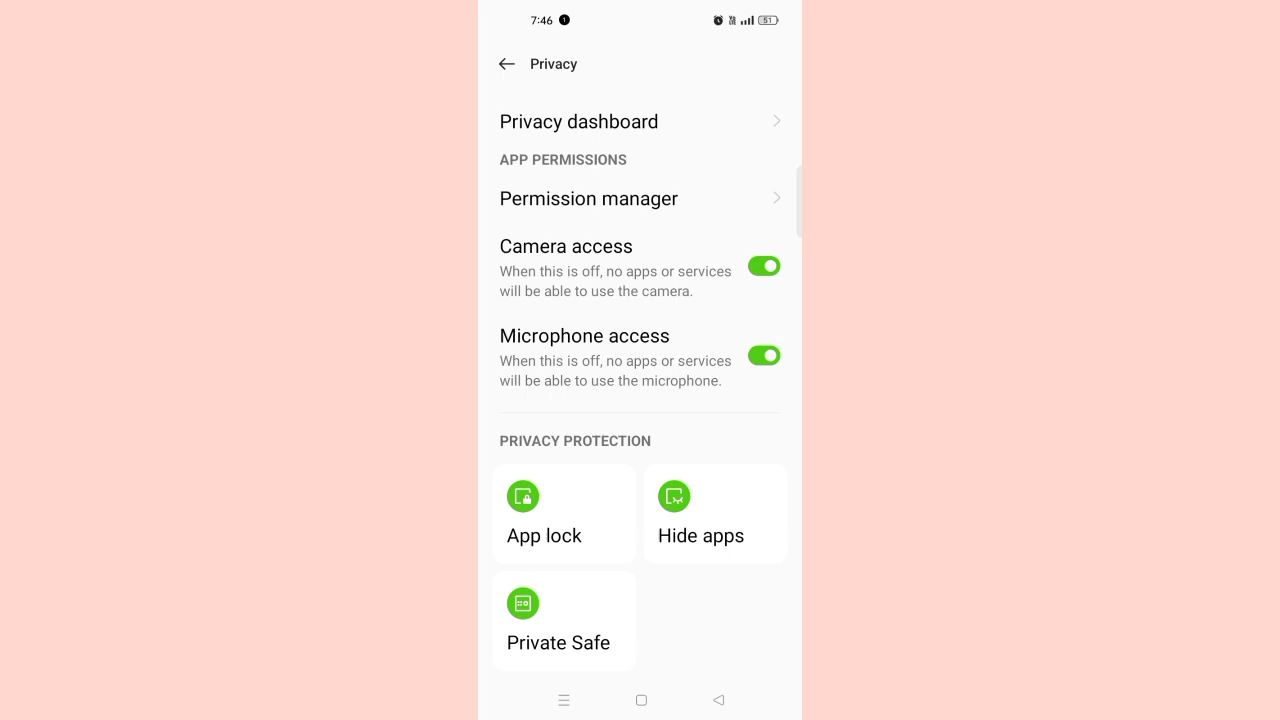 7:46 1 51
Privacy
Privacy dashboard
APP PERMISSIONS
Permission manager
Camera access
When this is off, no apps or services
will be able to use the camera.
Microphone access
When this is off, no apps or services
will be able to use the microphone.
PRIVACY PROTECTION
App lock
Hide apps
Private Safe